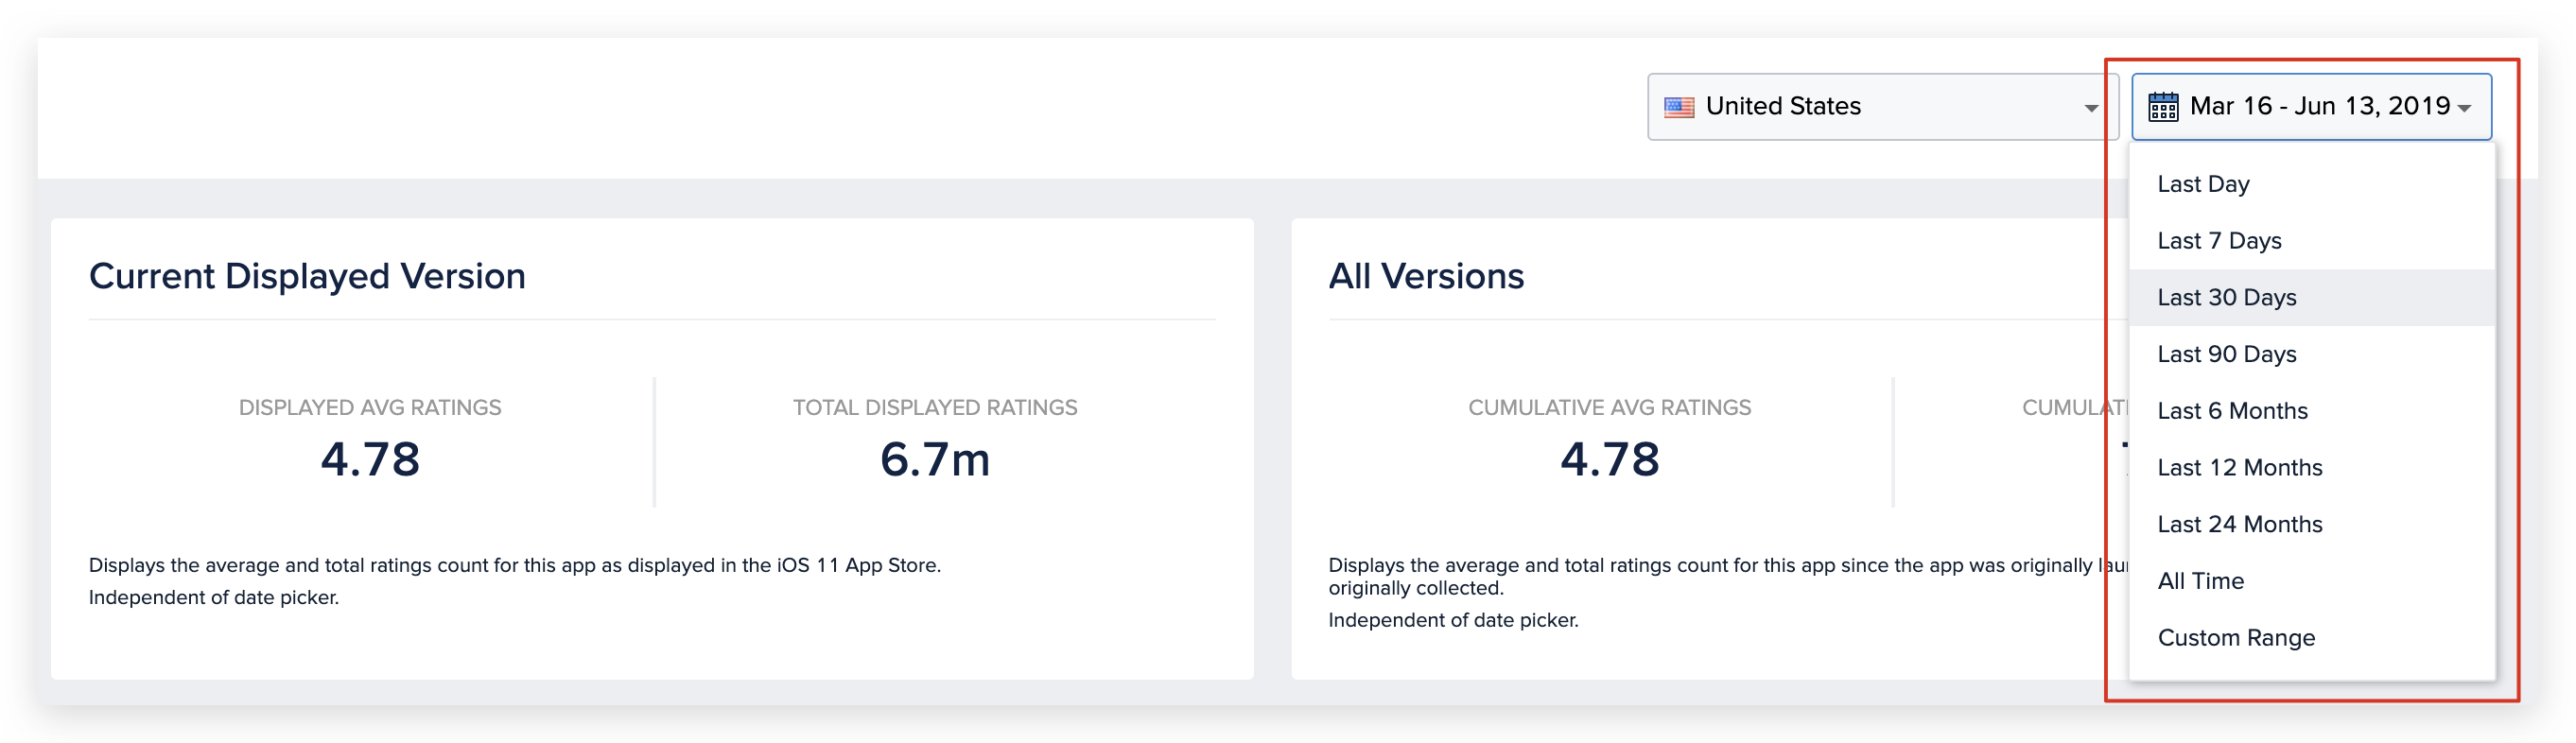 United States
Mar 16 - Jun 13, 2019
Last Day
Last 7 Days
Last 30 Days
Last 90 Days
Last 6 Months
Last 12 Months
Last 24 Months
All Time
Custom Range
Current Displayed Version
DISPLAYED AVG RATINGS
4.78
TOTAL DISPLAYED RATINGS
6.7m
Displays the average and total ratings count for this app as displayed in the iOS 11 App Store.
Independent of date picker.
All Versions
CUMULATIVE AVG RATINGS
4.78
Displays the average and total ratings count for this app since the app was originally
originally collected.
Independent of date picker.